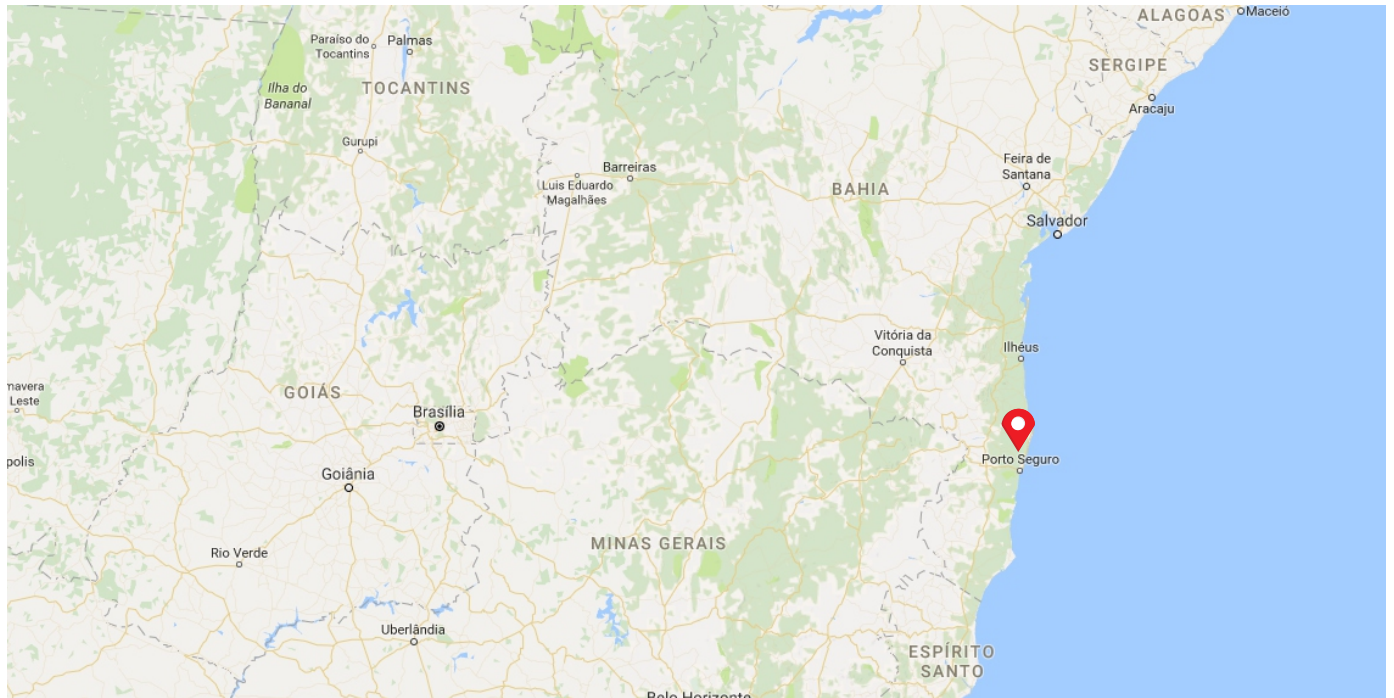 ALAGOAS
Maceió
Paraíso do
Tocantins
Palmas
SERGIPE
Ilha do
Bananal
TOCANTINS
Aracaju
Gurupi
Feira de
Santana
Barreiras
Luis Eduardo
Magalhães
BAHIA
Salvador
Vitória da
Conquista
Ilhéus
mavera
Leste
GOIÁS
Brasília
polis
Goiânia
Porto Seguro
MINAS GERAIS
Rio Verde
Uberlândia
ESPÍRITO
SANTO
Belo Horizonte